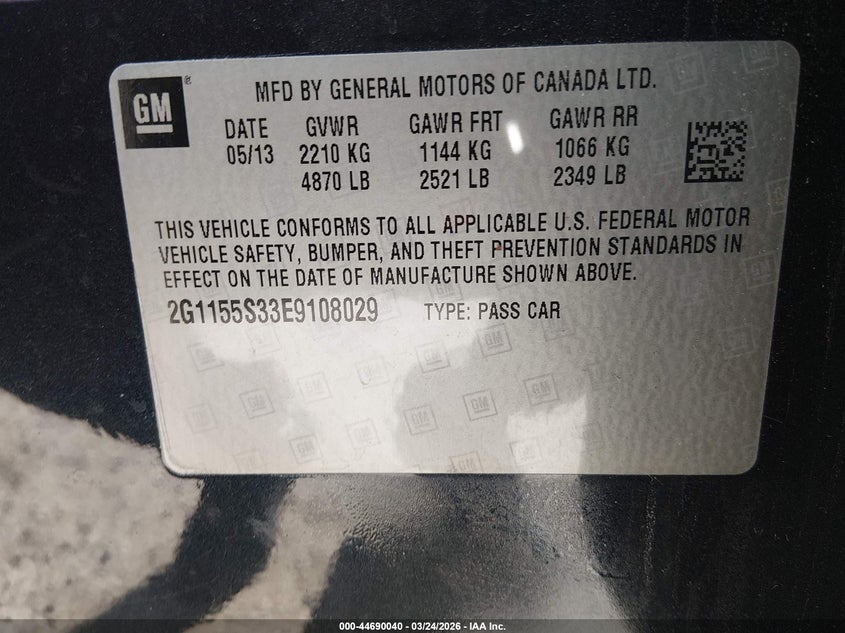 GM
MFD BY GENERAL MOTORS OF CANADA LTD.
DATE GVWR GAWR FRT GAWR RR
05/13 2210 KG 1144 KG 1066 KG
4870 LB 2521 LB 2349 LB
THIS VEHICLE CONFORMS TO ALL APPLICABLE U.S. FEDERAL MOTOR
VEHICLE SAFETY, BUMPER, AND THEFT PREVENTION STANDARDS IN
EFFECT ON THE DATE OF MANUFACTURE SHOWN ABOVE.
2G1155S33E9108029 TYPE: PASS CAR
000-44690040 - 03/24/2026 - IAA Inc.